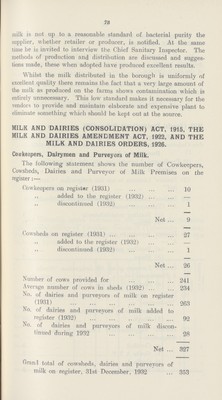 79
milk is not up to a reasonable standard of bacterial purity the
supplier, whether retailer or producer, is notified. At the same
time he is invited to interview the Chief Sanitary Inspector. The
methods of production and distribution are discussed and sugges-
tions made, these when adopted have produced excellent results.
Whilst the milk distributed in the borough is uniformly of
excellent quality there remains the fact that a very large amount of
the milk as produced on the farms shows contamination which is
entirely unnecessary. This low standard makes it necessary for the
vendors to provide and maintain elaborate and expensive plant to
eliminate something which should be kept out at the source.
MILK AND DAIRIES (CONSOLIDATION) ACT, 1915, THE
MILK AND DAIRIES AMENDMENT ACT, 1922, AND THE
MILK AND DAIRIES ORDERS, 1926.
Cowkeepers, Dairymen and Purveyors of Milk.
The following statement shows the number of Cowkeepers,
Cowsheds, Dairies and Purveyor of Milk Premises on the
register :—
Cowkeepers on register (1931) ... ... ... 10
,, added to the register (1932) ... ... —
,, discontinued (1932) ... ... ... 1
Net ... 9
Cowsheds on register (1931) ... ... ... ... 27
,, added to the register (1932) ... ... —
,, discontinued (1932) ... ... ... 1
Net ... 26
Number of cows provided for ... ... ... 241
Average number of cows in sheds (1932) ... ... 234
No. of dairies and purveyors of milk on register
(1931) ... ... ... ... 263
No. of dairies and purveyors of milk added to
register (1932) ... ... ... 92
No. of dairies and purveyors of milk discon-
tinued during 1932 ... ... ... 28
Net ... 327
Grand total of cowsheds, dairies and purveyors of
milk on register, 31st December, 1932 ... 353